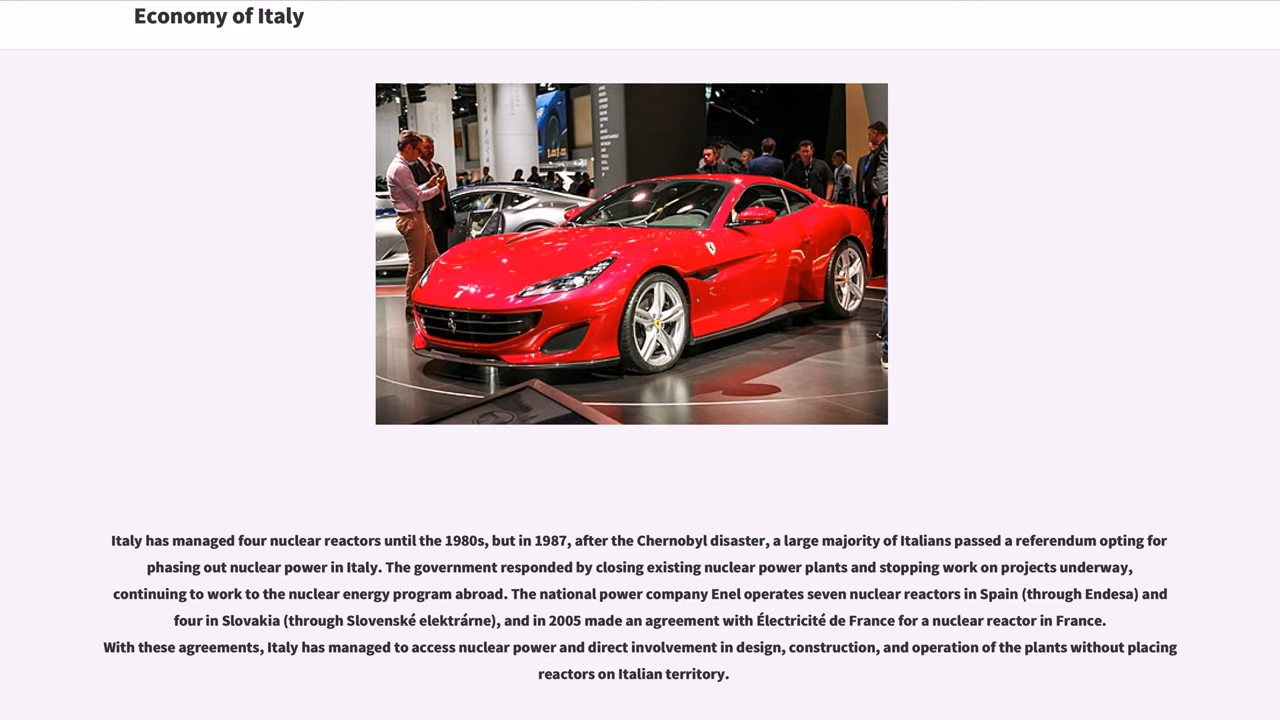 Economy of Italy
Italy has managed four nuclear reactors until the 1980s, but in 1987, after the Chernobyl disaster, a large majority of Italians passed a referendum opting for
phasing out nuclear power in Italy. The government responded by closing existing nuclear power plants and stopping work on projects underway,
continuing to work to the nuclear energy program abroad. The national power company Enel operates seven nuclear reactors in Spain (through Endesa) and
four in Slovakia (through Slovenské elektrárne), and in 2005 made an agreement with Électricité de France for a nuclear reactor in France.
With these agreements, Italy has managed to access nuclear power and direct involvement in design, construction, and operation of the plants without placing
reactors on Italian territory.